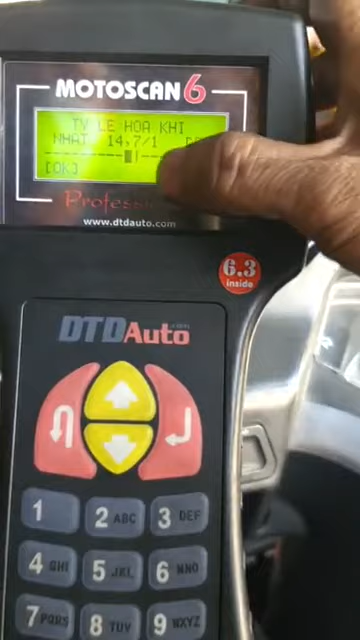 MOTOSCAN 6
TY LE HOA KHI
NHAT 14,7/1
[OK]
www.dtdauto.com
6.3
inside
DTDAuto
1
2 ABC
3 DEF
4 GHI
5 JKL
6 MNO
7 PQRS
8 TUV
9 WXYZ